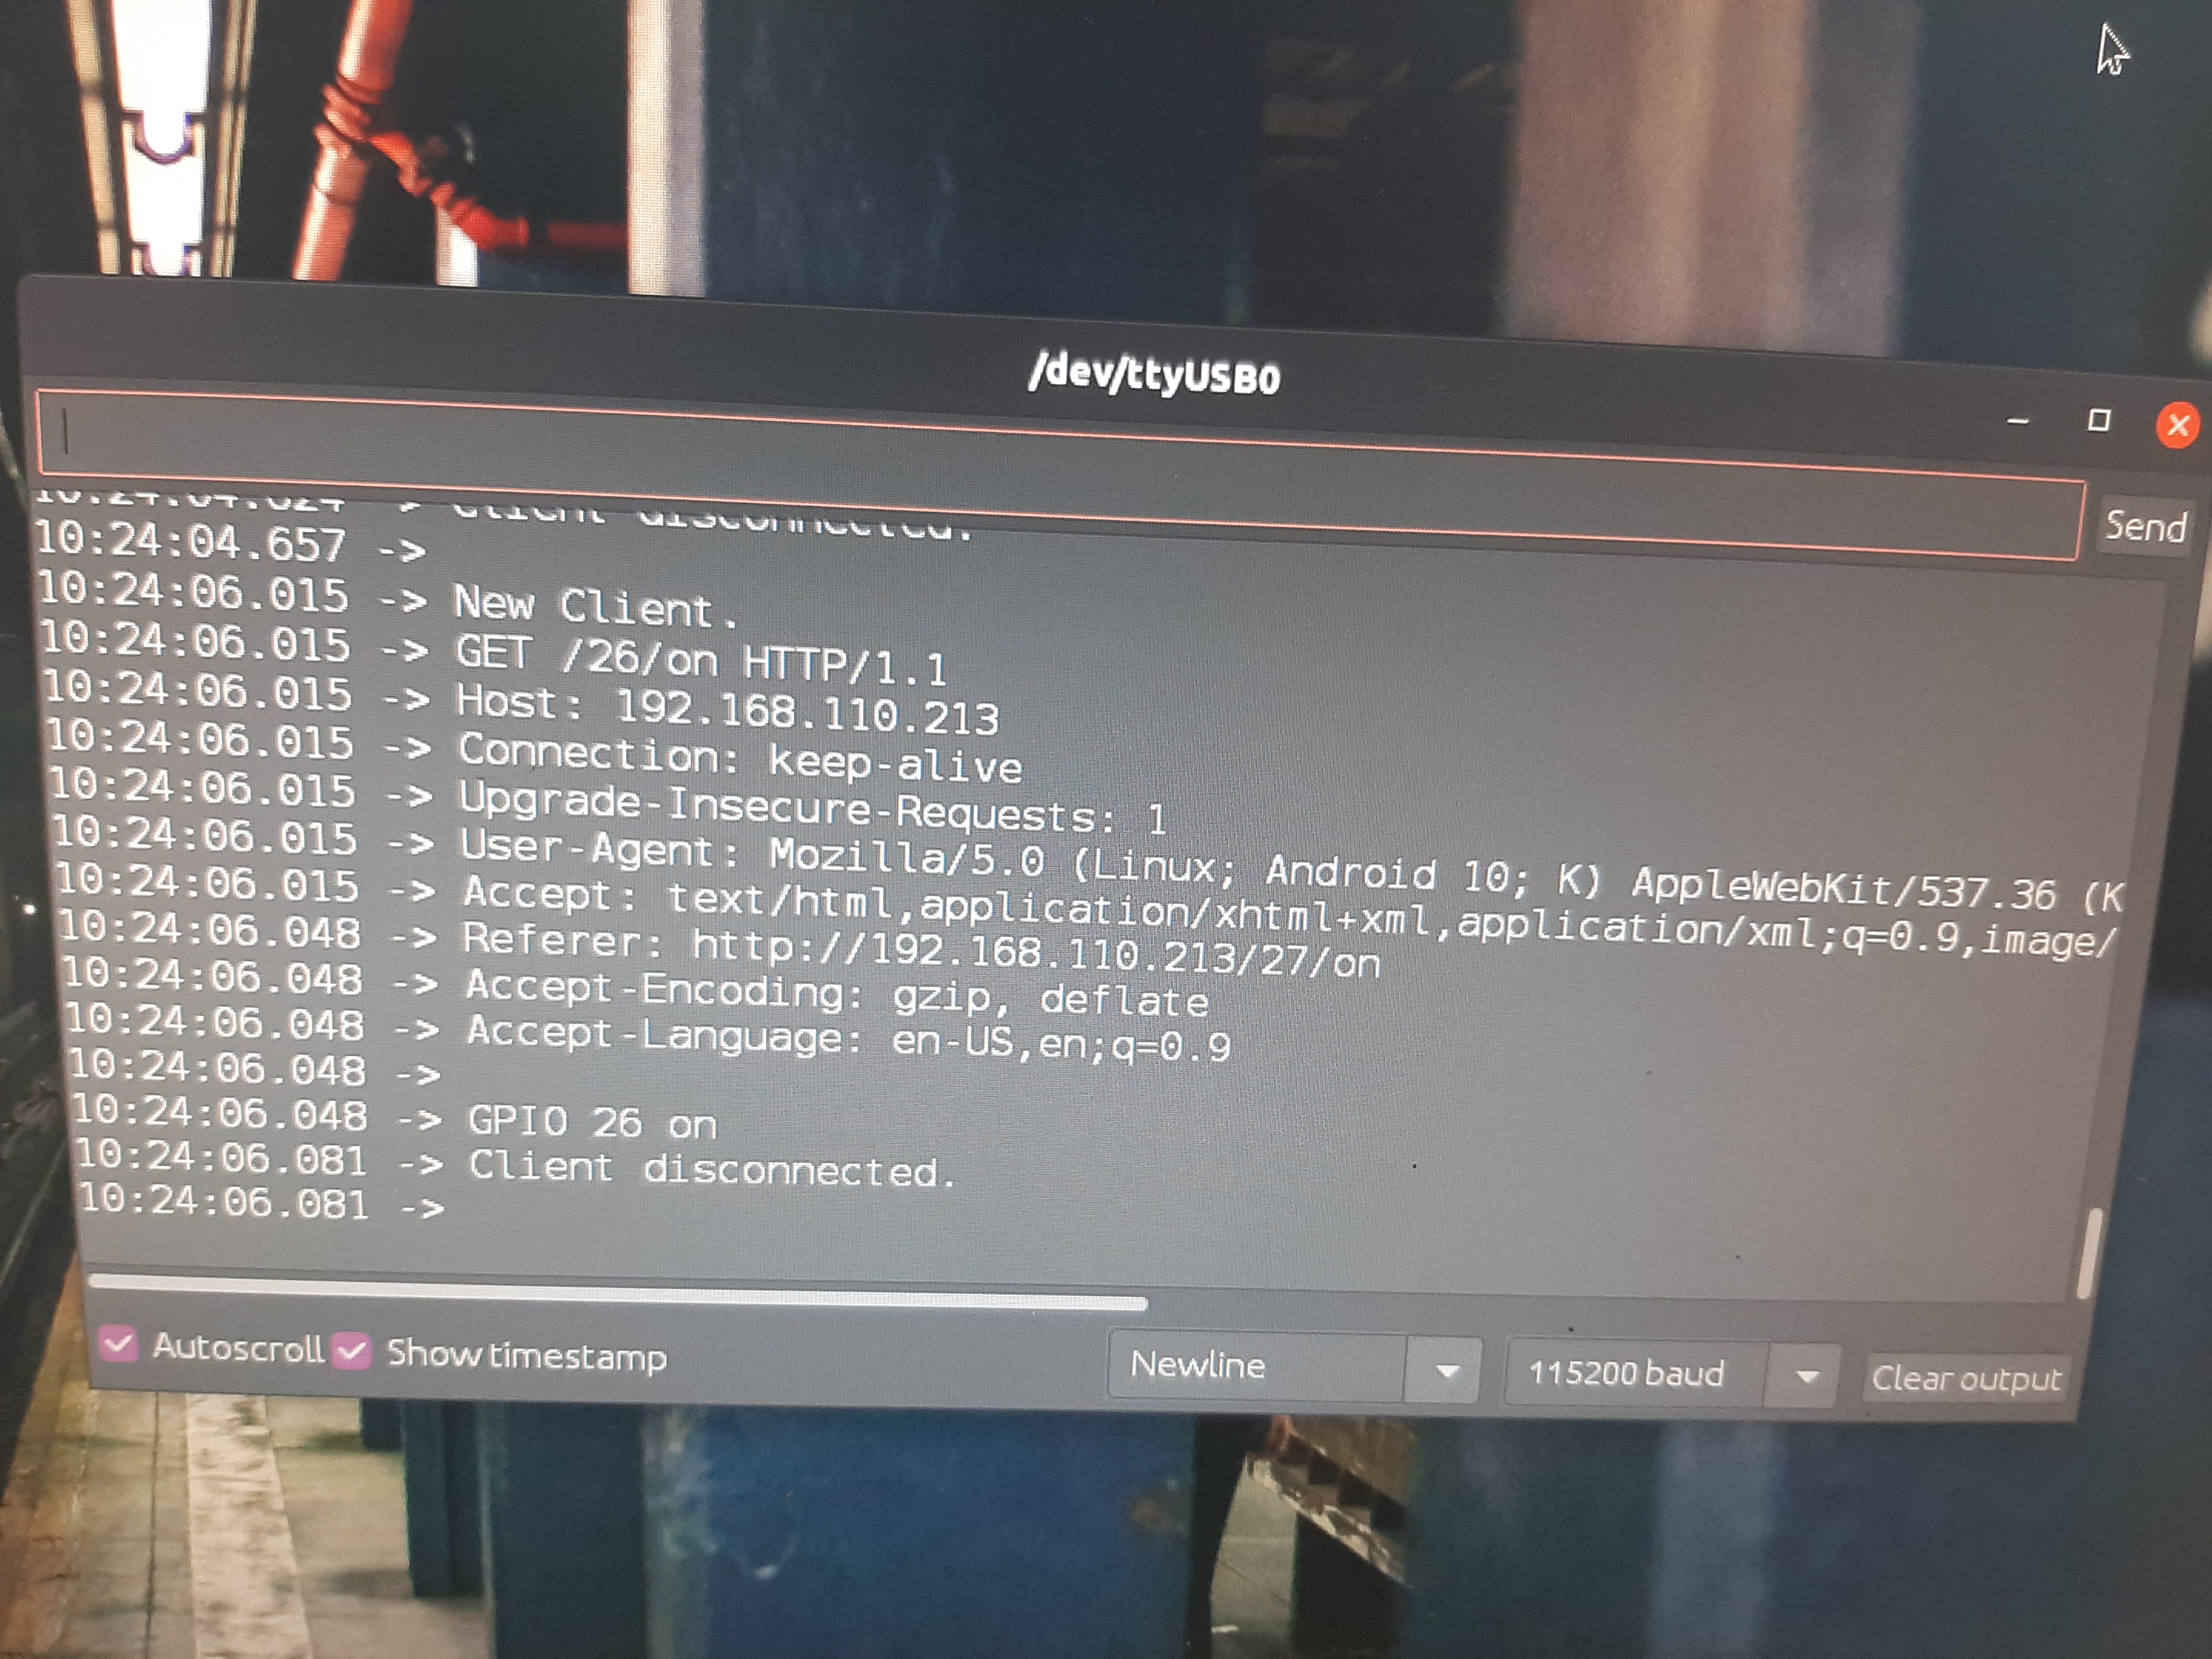 /dev/ttyUSB0
Send
10:24:04.624 -> Client disconnected.
10:24:04.657 ->
10:24:06.015 -> New Client.
10:24:06.015 -> GET /26/on HTTP/1.1
10:24:06.015 -> Host: 192.168.110.213
10:24:06.015 -> Connection: keep-alive
10:24:06.015 -> Upgrade-Insecure-Requests: 1
10:24:06.015 -> User-Agent: Mozilla/5.0 (Linux; Android 10; K) AppleWebKit/537.36 (K
10:24:06.015 -> Accept: text/html,application/xhtml+xml,application/xml;q=0.9,image/
10:24:06.048 -> Referer: http://192.168.110.213/27/on
10:24:06.048 -> Accept-Encoding: gzip, deflate
10:24:06.048 -> Accept-Language: en-US,en;q=0.9
10:24:06.048 ->
10:24:06.048 -> GPIO 26 on
10:24:06.081 -> Client disconnected.
10:24:06.081 ->
Autoscroll Show timestamp Newline 115200 baud Clear output